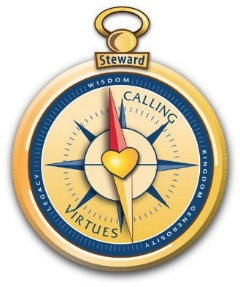 Steward
WISDOM
KINGDOM GENEROSITY
LEGACY
CALLING
VIRTUES